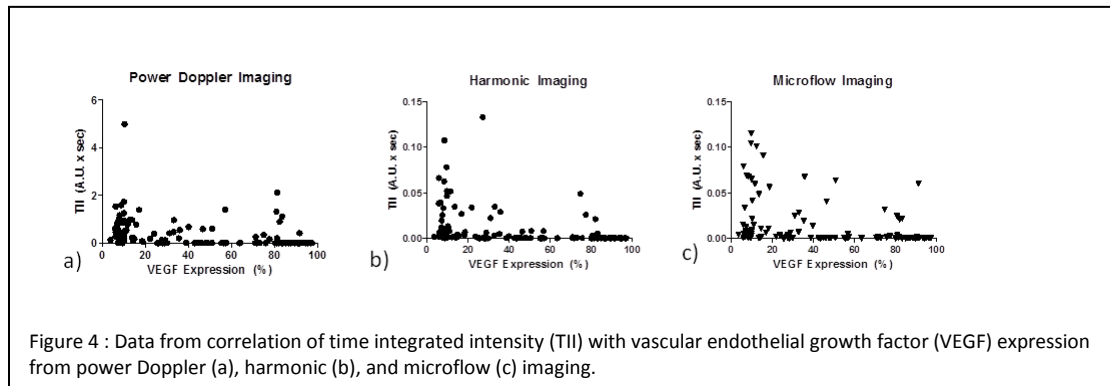 Power Doppler Imaging
6
4
2
0
0 20 40 60 80 100
TII (A.U. x sec)
VEGF Expression (%)
a)
Harmonic Imaging
0.15
0.10
0.05
0.00
0 20 40 60 80 100
TII (A.U. x sec)
VEGF Expression (%)
b)
Microflow Imaging
0.15
0.10
0.05
0.00
0 20 40 60 80 100
TII (A.U. x sec)
VEGF Expression (%)
c)
Figure 4 : Data from correlation of time integrated intensity (TII) with vascular endothelial growth factor (VEGF) expression
from power Doppler (a), harmonic (b), and microflow (c) imaging.